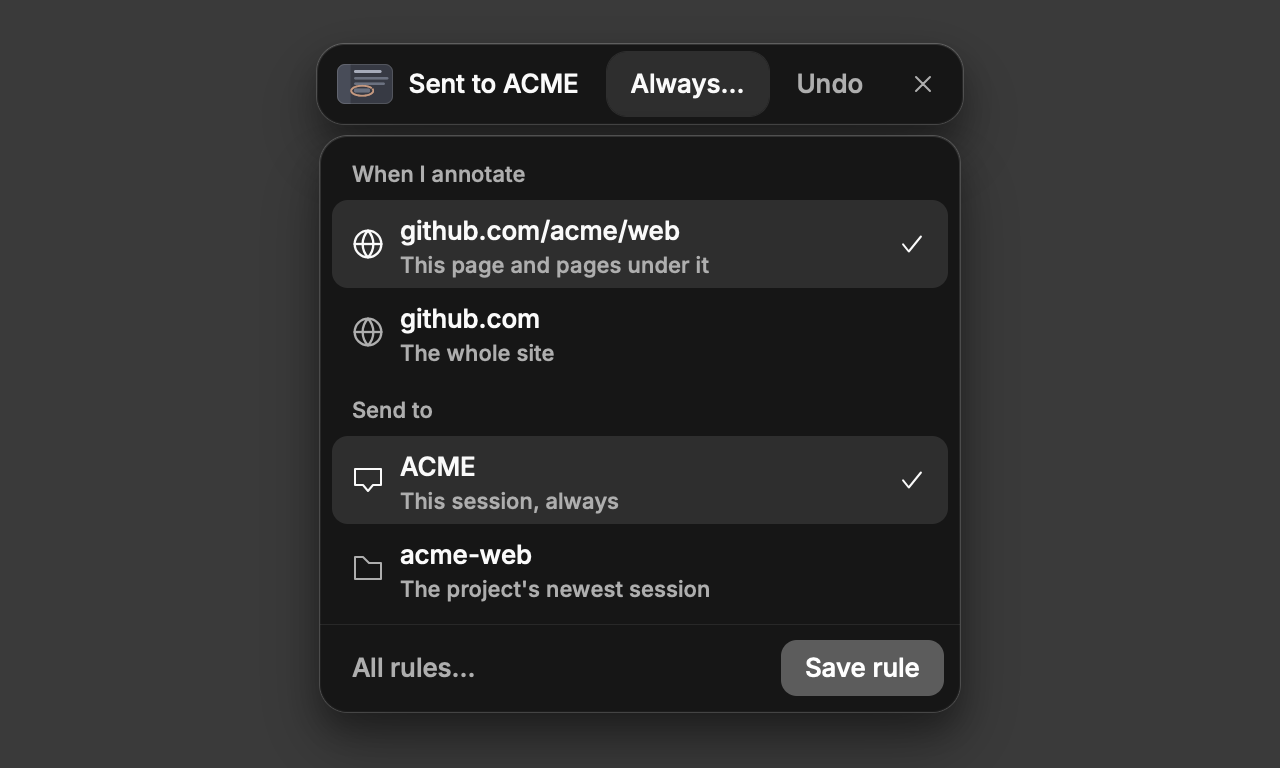 Sent to ACME Always... Undo
When I annotate
github.com/acme/web
This page and pages under it
github.com
The whole site
Send to
ACME
This session, always
acme-web
The project's newest session
All rules... Save rule